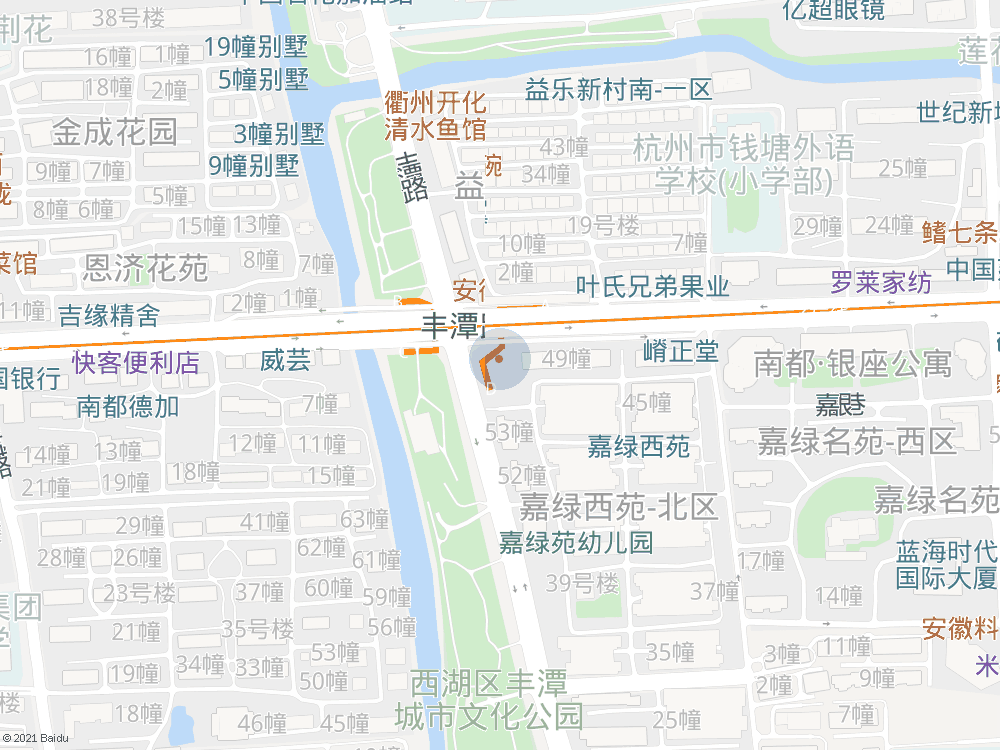 荆花
38号楼
亿超眼镜
19幢别墅
16幢
1幢
5幢别墅
2幢
18幢
益乐新村南-一区
衢州开化
清水鱼馆
金成花园
3幢别墅
世纪新
杭州市钱塘外语
学校(小学部)
43幢
9幢别墅
9幢
5幢
34幢
25幢
丰潭路
益
8幢
6幢
15幢
13幢
19号楼
29幢
24幢
鳍七条
10幢
7幢
菜馆
恩济花苑
8幢
7幢
2幢
中国
叶氏兄弟果业
罗莱家纺
11幢
2幢
1幢
吉缘精舍
丰潭
快客便利店
威芸
49幢
嵴正堂
南都·银座公寓
国银行
南都德加
7幢
45幢
嘉绿名苑-西区
53幢
12幢
11幢
14幢
13幢
嘉绿西苑
52幢
21幢
19幢
18幢
15幢
嘉绿西苑-北区
嘉绿名苑
29幢
41幢
63幢
嘉绿苑幼儿园
28幢
26幢
62幢
61幢
17幢
蓝海时代
国际大厦
集团
23号楼
37幢
60幢
59幢
39号楼
37幢
14幢
21幢
35号楼
56幢
安徽料
34幢
33幢
53幢
35幢
3幢
11幢
米
50幢
西湖区丰潭
城市文化公园
2幢
9幢
18幢
46幢
45幢
25幢
7幢
© 2021 Baidu